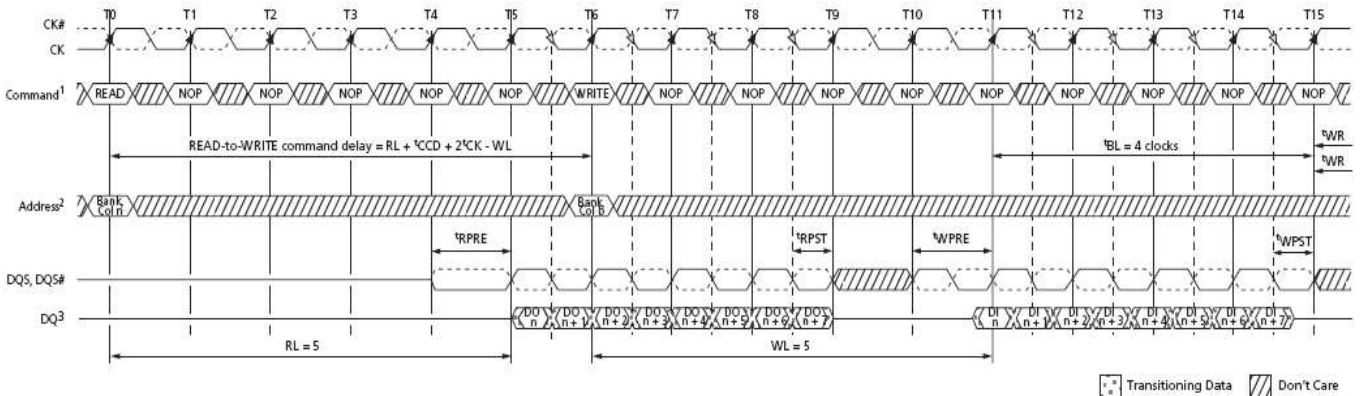 T0 T1 T2 T3 T4 T5 T6 T7 T8 T9 T10 T11 T12 T13 T14 T15
CK#
CK
Command1 READ NOP NOP NOP NOP NOP WRITE NOP NOP NOP NOP NOP NOP NOP NOP NOP
READ-to-WRITE command delay = RL + tCCD + 2tCK - WL tBL = 4 clocks tWR
tWR
Address2 Bank, Col n Bank, Col b
tRPRE tRPST tWPRE tWPST
DQS, DQS#
DQ3 DO n DO n + 1 DO n + 2 DO n + 3 DO n + 4 DO n + 5 DO n + 6 DO n + 7 DI n DI n + 1 DI n + 2 DI n + 3 DI n + 4 DI n + 5 DI n + 6 DI n + 7
RL = 5 WL = 5
Transitioning Data Don't Care